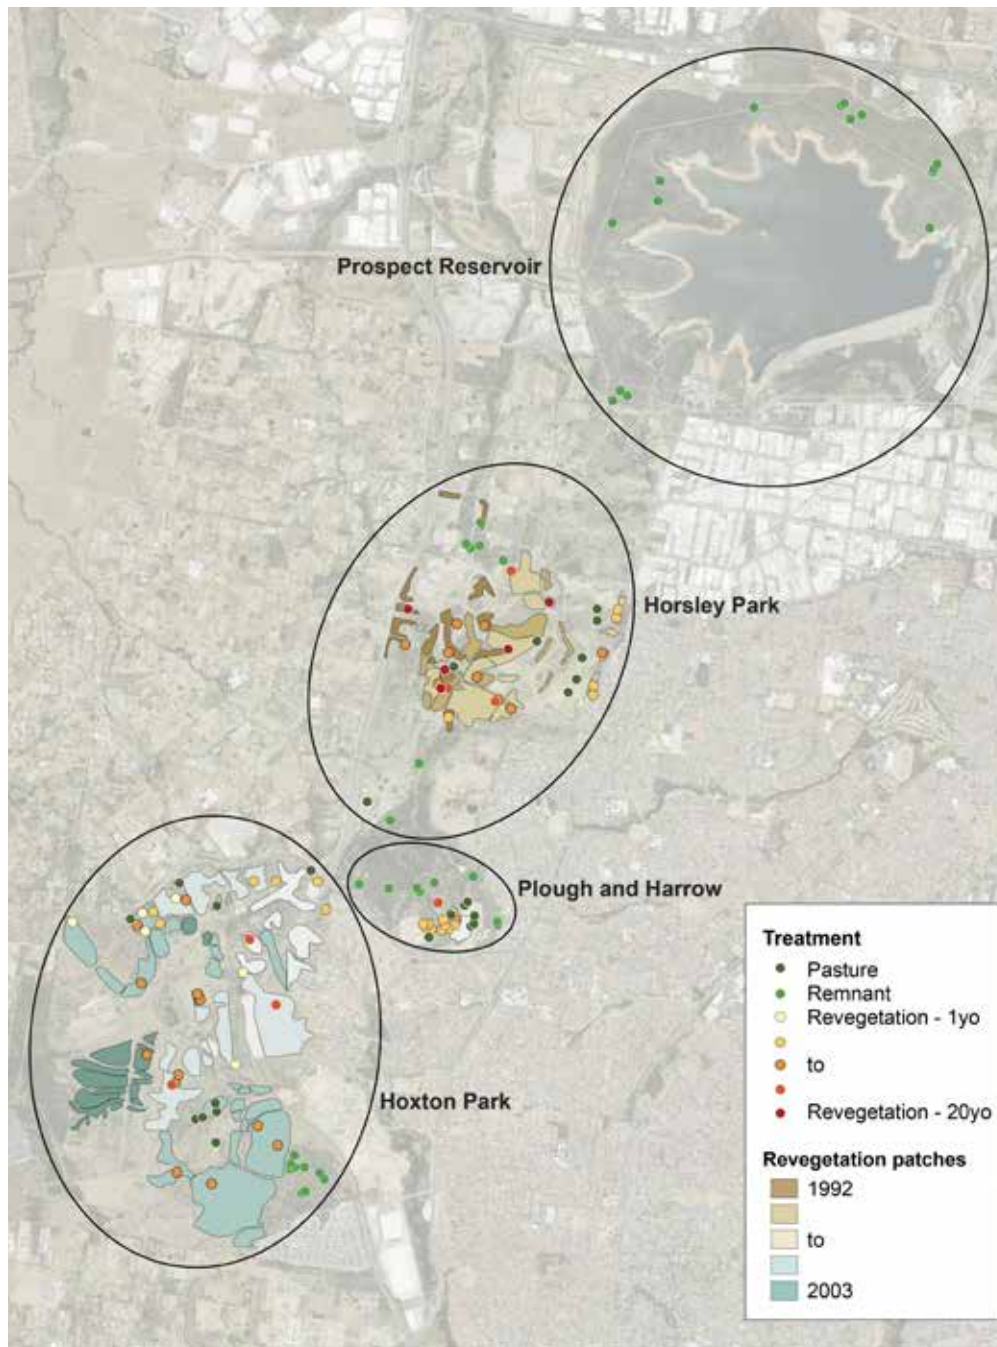 Prospect Reservoir
Horsley Park
Plough and Harrow
Hoxton Park
Treatment
Pasture
Remnant
Revegetation - 1yo
to
Revegetation - 20yo
Revegetation patches
1992
to
2003